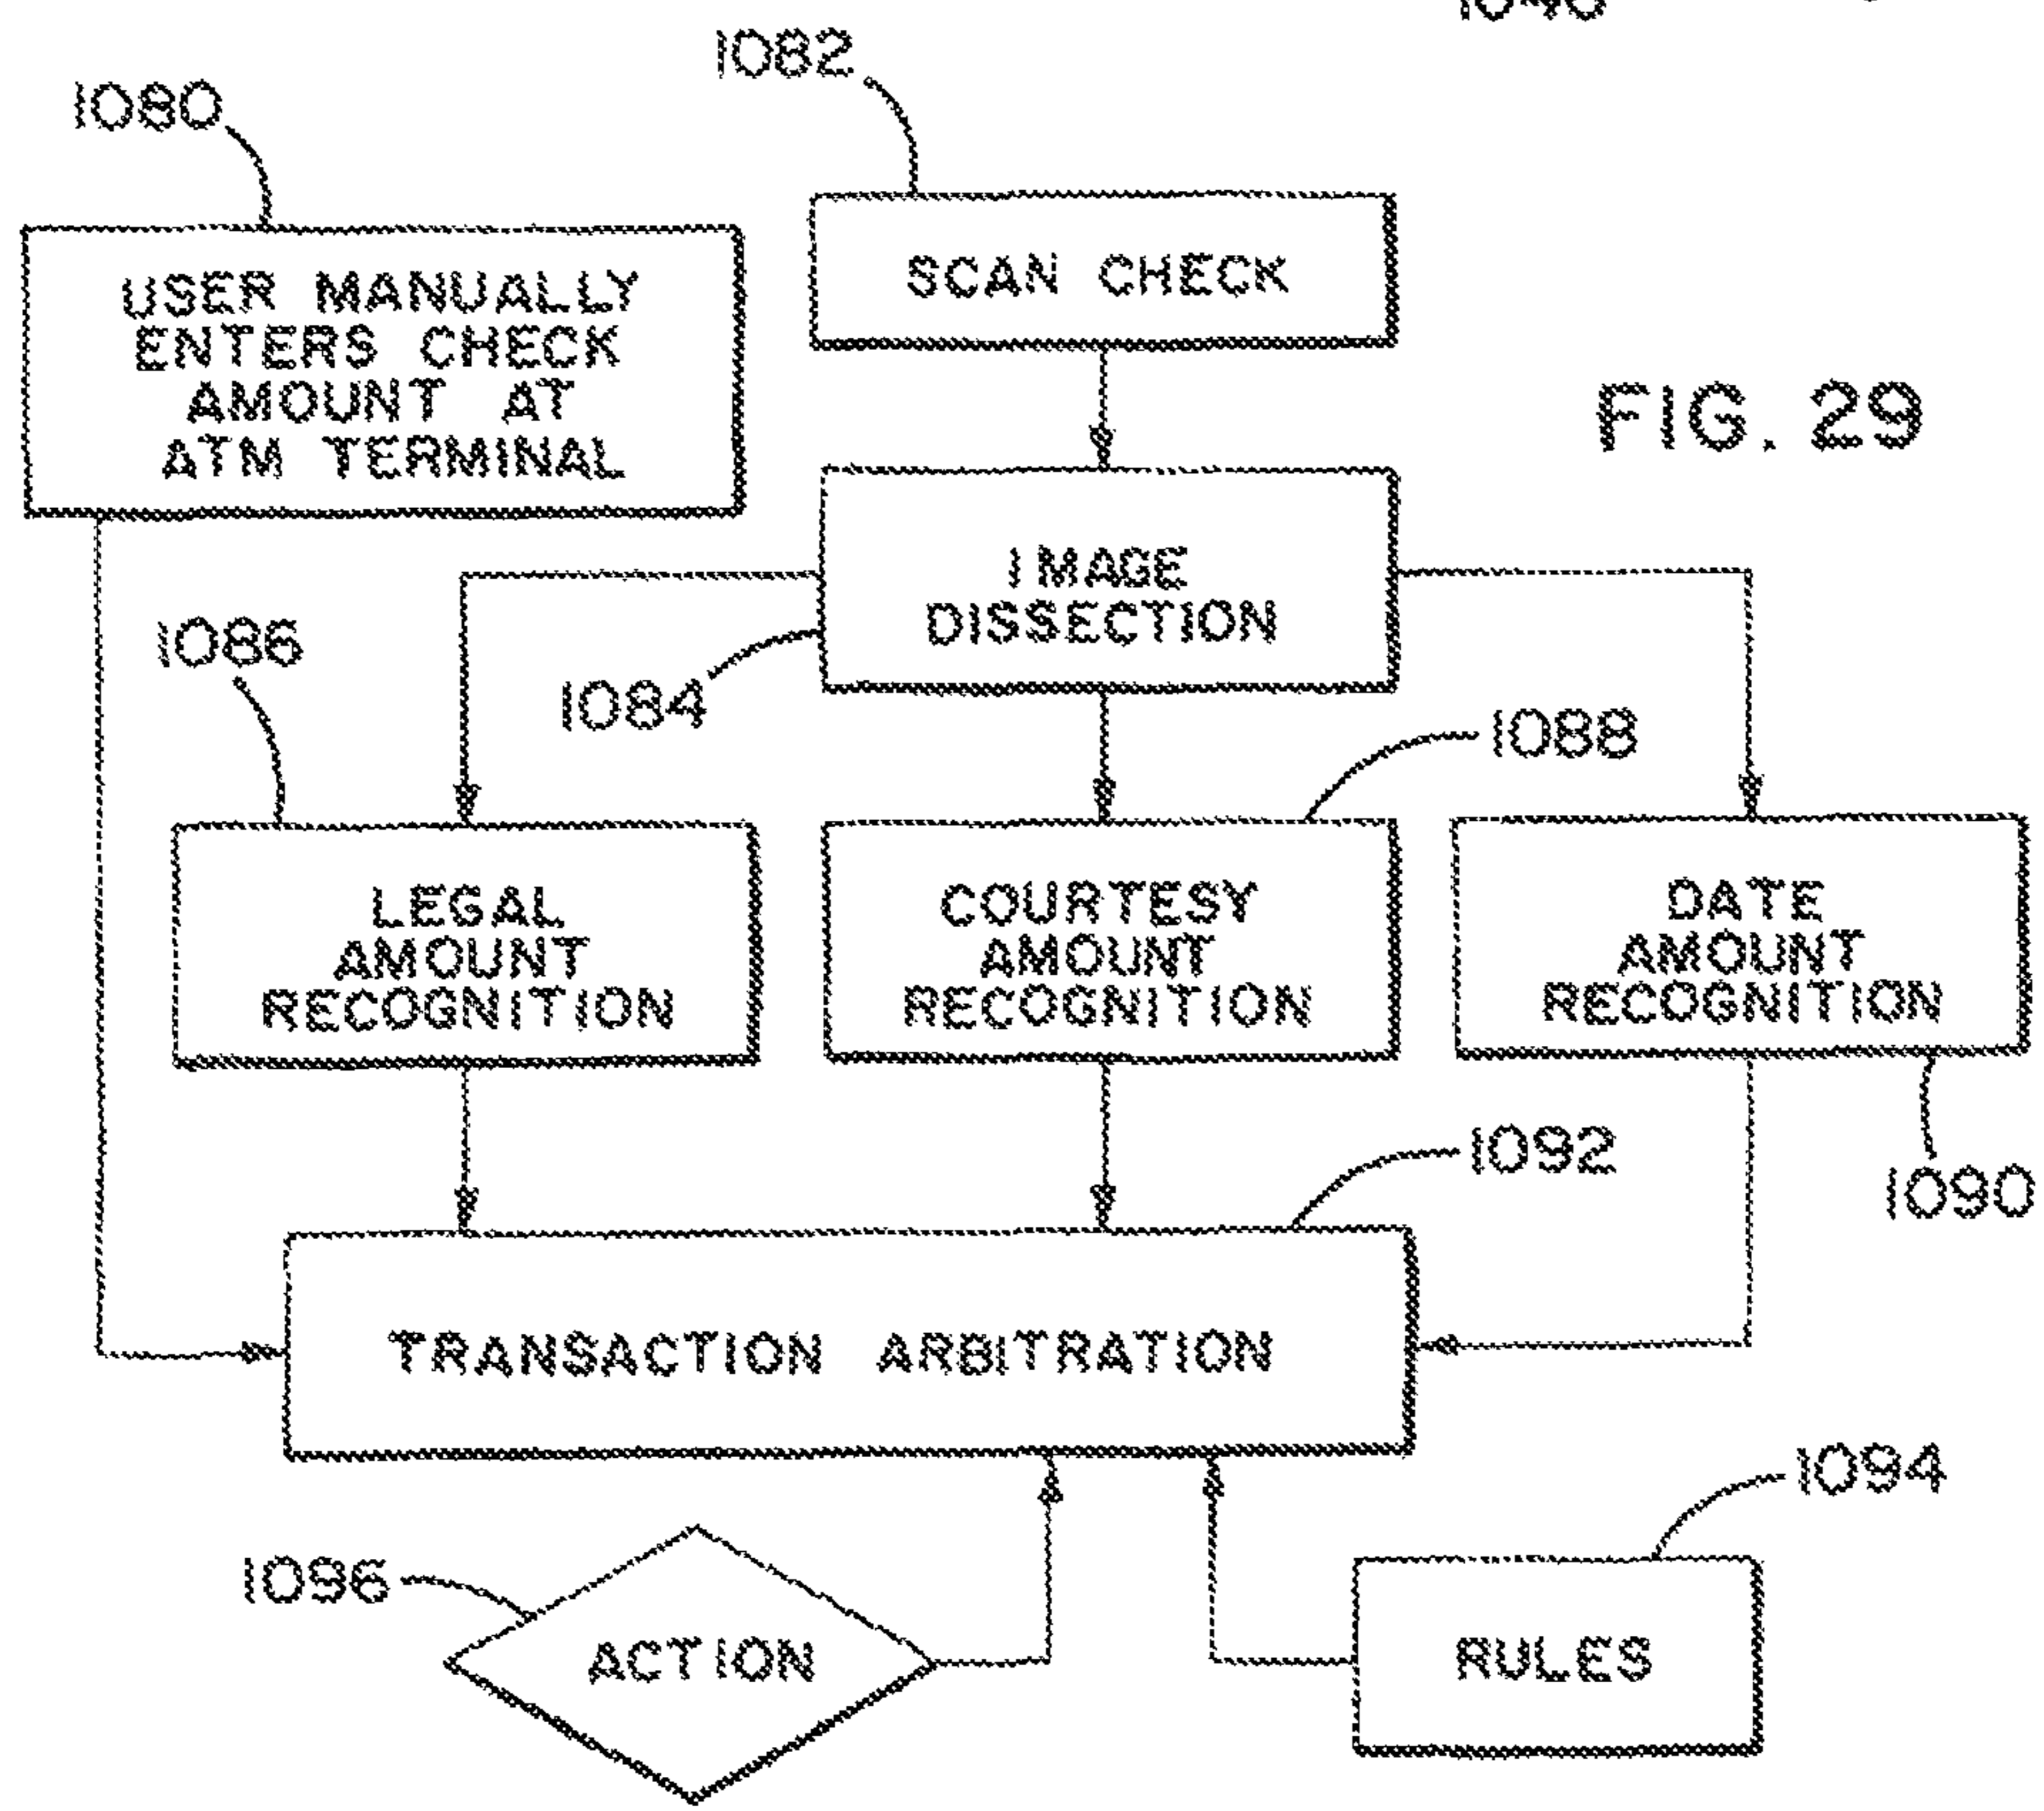 1082
1080
SCAN CHECK
USER MANUALLY
ENTERS CHECK
AMOUNT AT
ATM TERMINAL
FIG. 29
IMAGE
DISSECTION
1086
1084
1088
LEGAL
AMOUNT
RECOGNITION
COURTESY
AMOUNT
RECOGNITION
DATE
AMOUNT
RECOGNITION
1092
1090
TRANSACTION ARBITRATION
1094
1096
ACTION
RULES